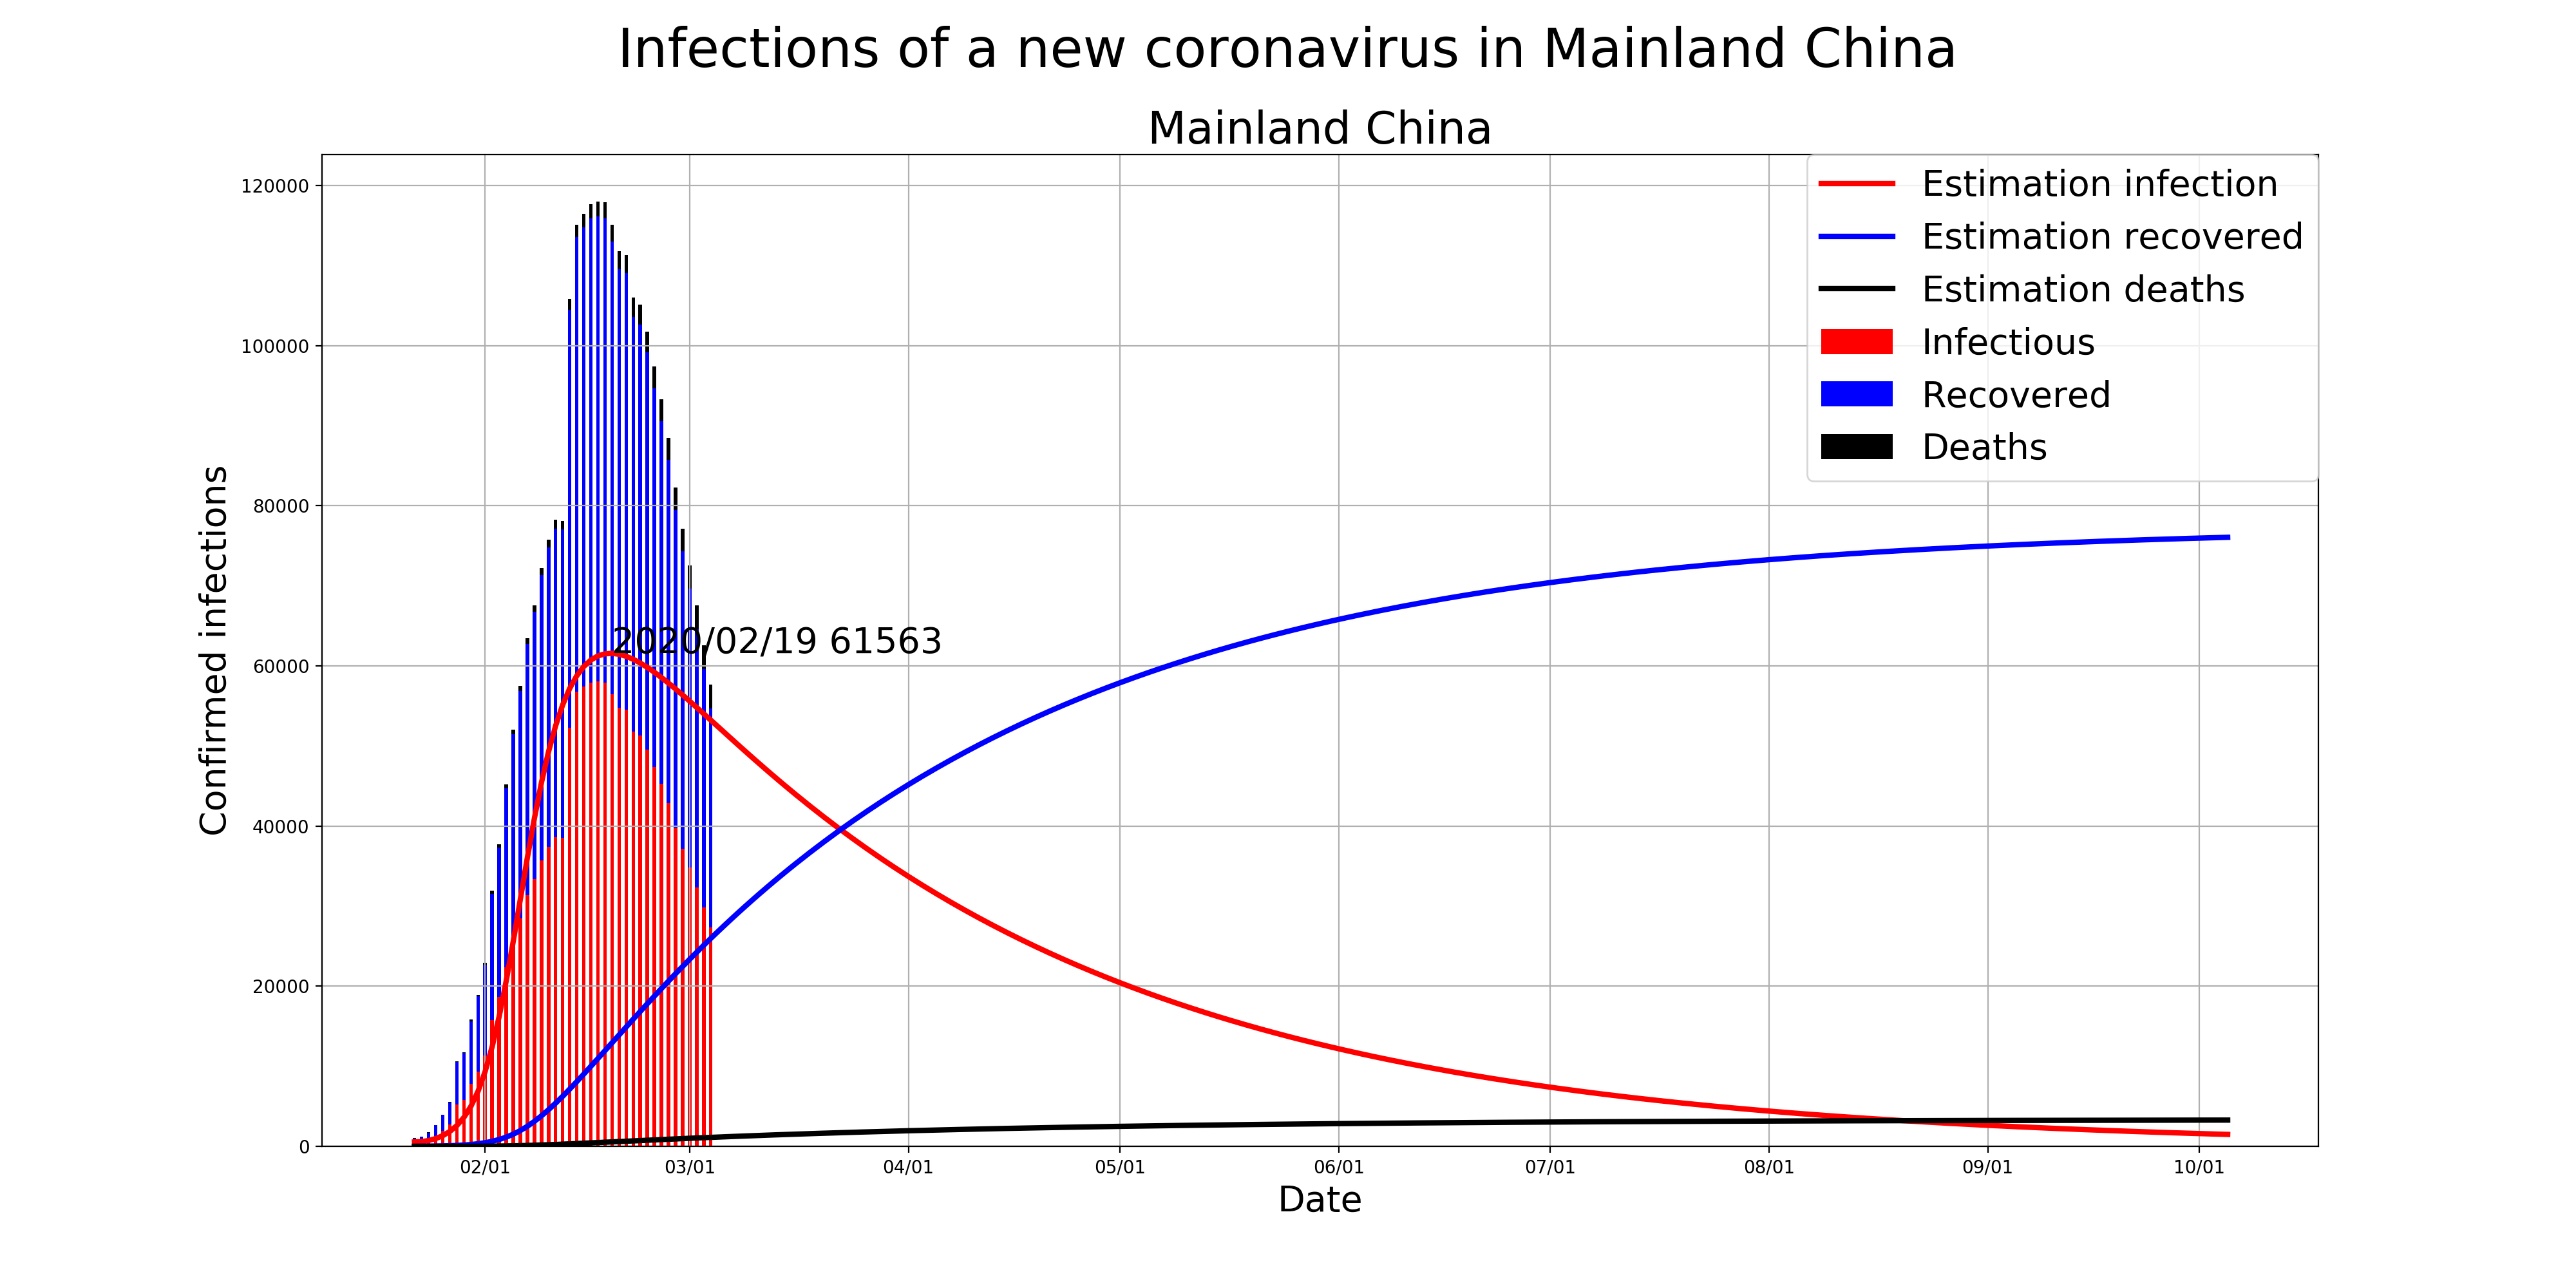 Infections of a new coronavirus in Mainland China
Mainland China
120000
100000
80000
60000
40000
20000
0
Confirmed infections
2020/02/19 61563
Estimation infection
Estimation recovered
Estimation deaths
Infectious
Recovered
Deaths
02/01 03/01 04/01 05/01 06/01 07/01 08/01 09/01 10/01
Date